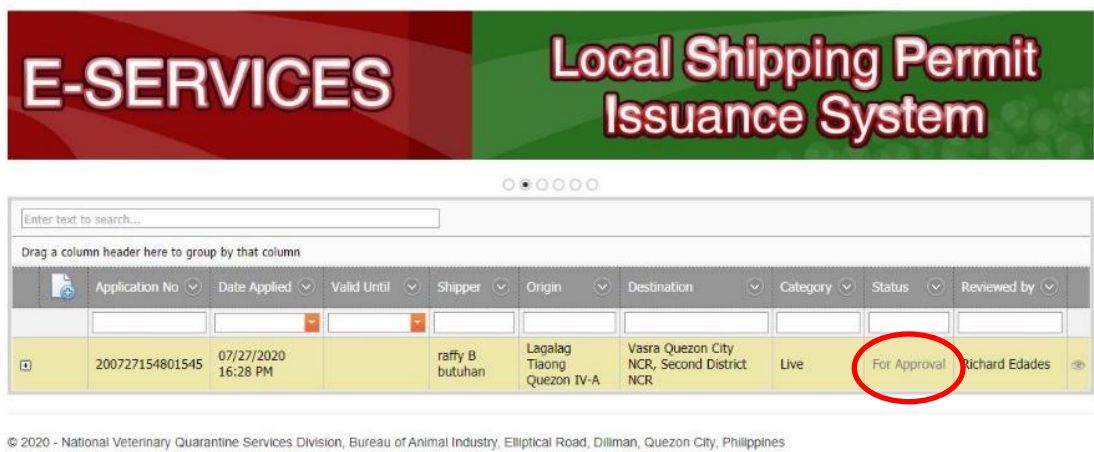 E-SERVICES
Local Shipping Permit
Issuance System
Enter text to search...
Drag a column header here to group by that column
Application No Date Applied Valid Until Shipper Origin Destination Category Status Reviewed by
200727154801545 07/27/2020 16:28 PM raffy B butuhan Lagalag Tiaong Quezon IV-A Vasra Quezon City NCR, Second District NCR Live For Approval Richard Edades
© 2020 - National Veterinary Quarantine Services Division, Bureau of Animal Industry, Elliptical Road, Diliman, Quezon City, Philippines